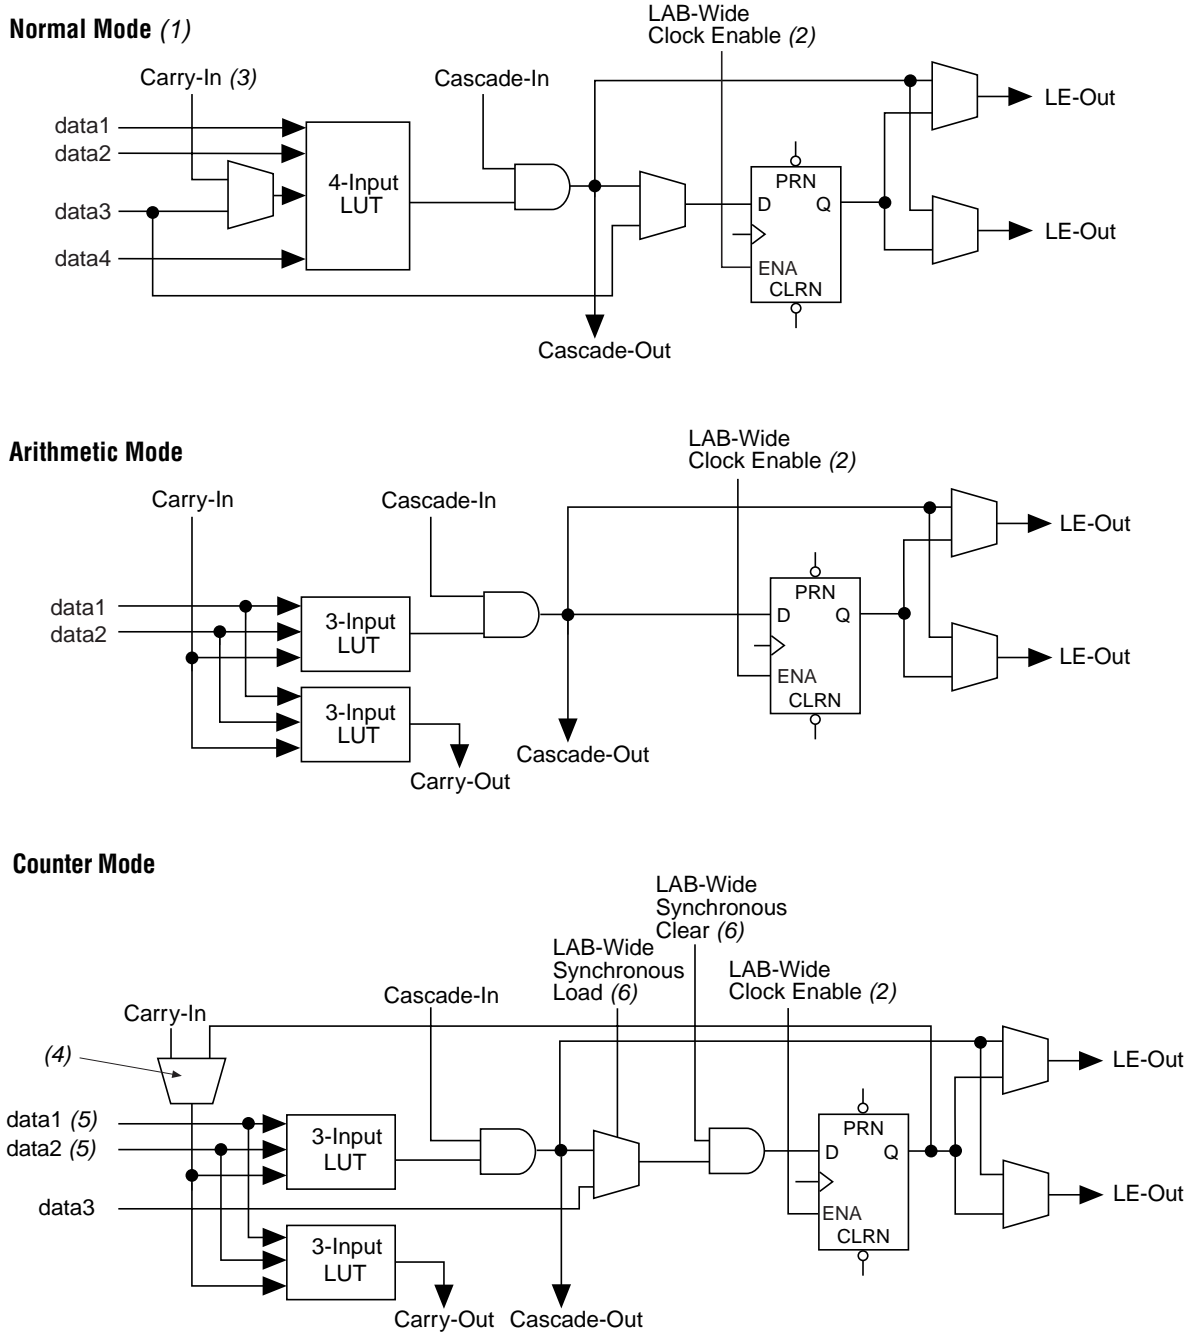 Normal Mode (1)
LAB-Wide
Clock Enable (2)
Carry-In (3)
Cascade-In
data1
data2
data3
data4
4-Input
LUT
PRN
D
Q
ENA
CLRN
LE-Out
LE-Out
Cascade-Out
Arithmetic Mode
LAB-Wide
Clock Enable (2)
Carry-In
Cascade-In
data1
data2
3-Input
LUT
3-Input
LUT
PRN
D
Q
ENA
CLRN
LE-Out
LE-Out
Cascade-Out
Carry-Out
Counter Mode
LAB-Wide
Synchronous
Clear (6)
LAB-Wide
Synchronous
Load (6)
LAB-Wide
Clock Enable (2)
Cascade-In
Carry-In
(4)
data1 (5)
data2 (5)
data3
3-Input
LUT
3-Input
LUT
PRN
D
Q
ENA
CLRN
LE-Out
LE-Out
Carry-Out
Cascade-Out